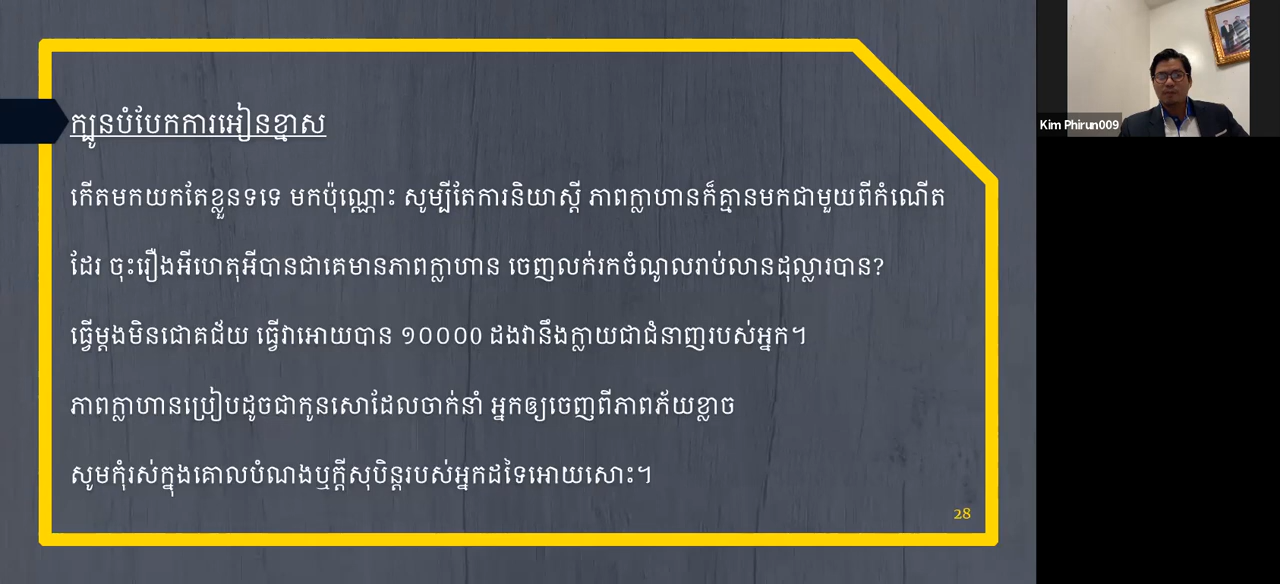 ក្បួនបំបែកការអៀនខ្មាស
កើតមកយកតែខ្លួនទទេ មកប៉ុណ្ណោះ សូម្បីតែការនិយាស្តី ភាពក្លាហានក៏គ្មានមកជាមួយពីកំណើត
ដែរ ចុះរឿងអីហេតុអីបានជាគេមានភាពក្លាហាន ចេញលក់រកចំណូលរាប់លានដុល្លារបាន?
ធ្វើម្តងមិនជោគជ័យ ធ្វើវាអោយបាន ១០០០០ ដងវានឹងក្លាយជាជំនាញរបស់អ្នក។
ភាពក្លាហានប្រៀបដូចជាកូនសោដែលចាក់នាំ អ្នកឲ្យចេញពីភាពភ័យខ្លាច
សូមកុំរស់ក្នុងគោលបំណងឬក្តីសុបិន្តរបស់អ្នកដទៃអោយសោះ។
28
Kim Phirun009